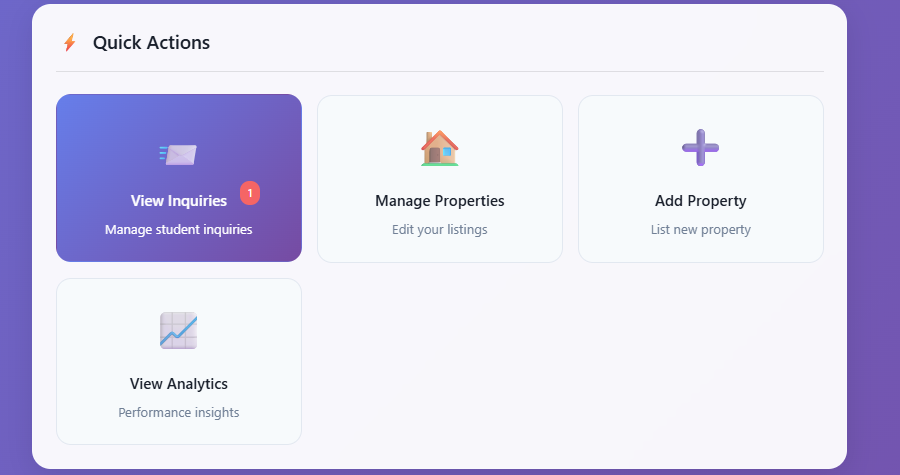 Quick Actions
View Inquiries
1
Manage student inquiries
Manage Properties
Edit your listings
Add Property
List new property
View Analytics
Performance insights